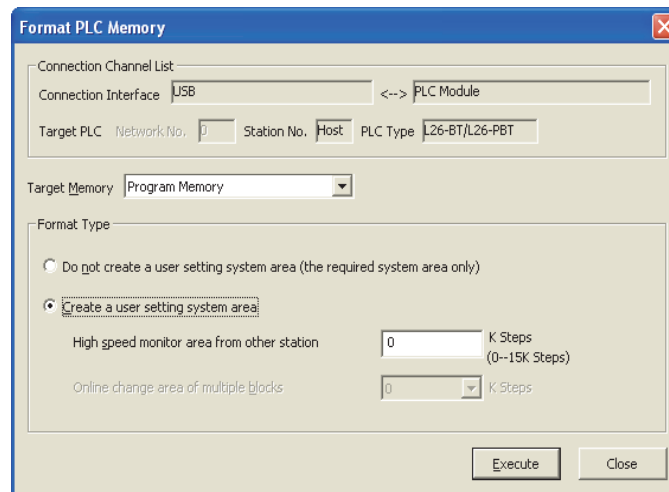 Format PLC Memory
Connection Channel List
Connection Interface USB <--> PLC Module
Target PLC Network No. 0 Station No. Host PLC Type L26-BT/L26-PBT
Target Memory Program Memory
Format Type
Do not create a user setting system area (the required system area only)
Create a user setting system area
High speed monitor area from other station 0 K Steps
(0--15K Steps)
Online change area of multiple blocks 0 K Steps
Execute Close